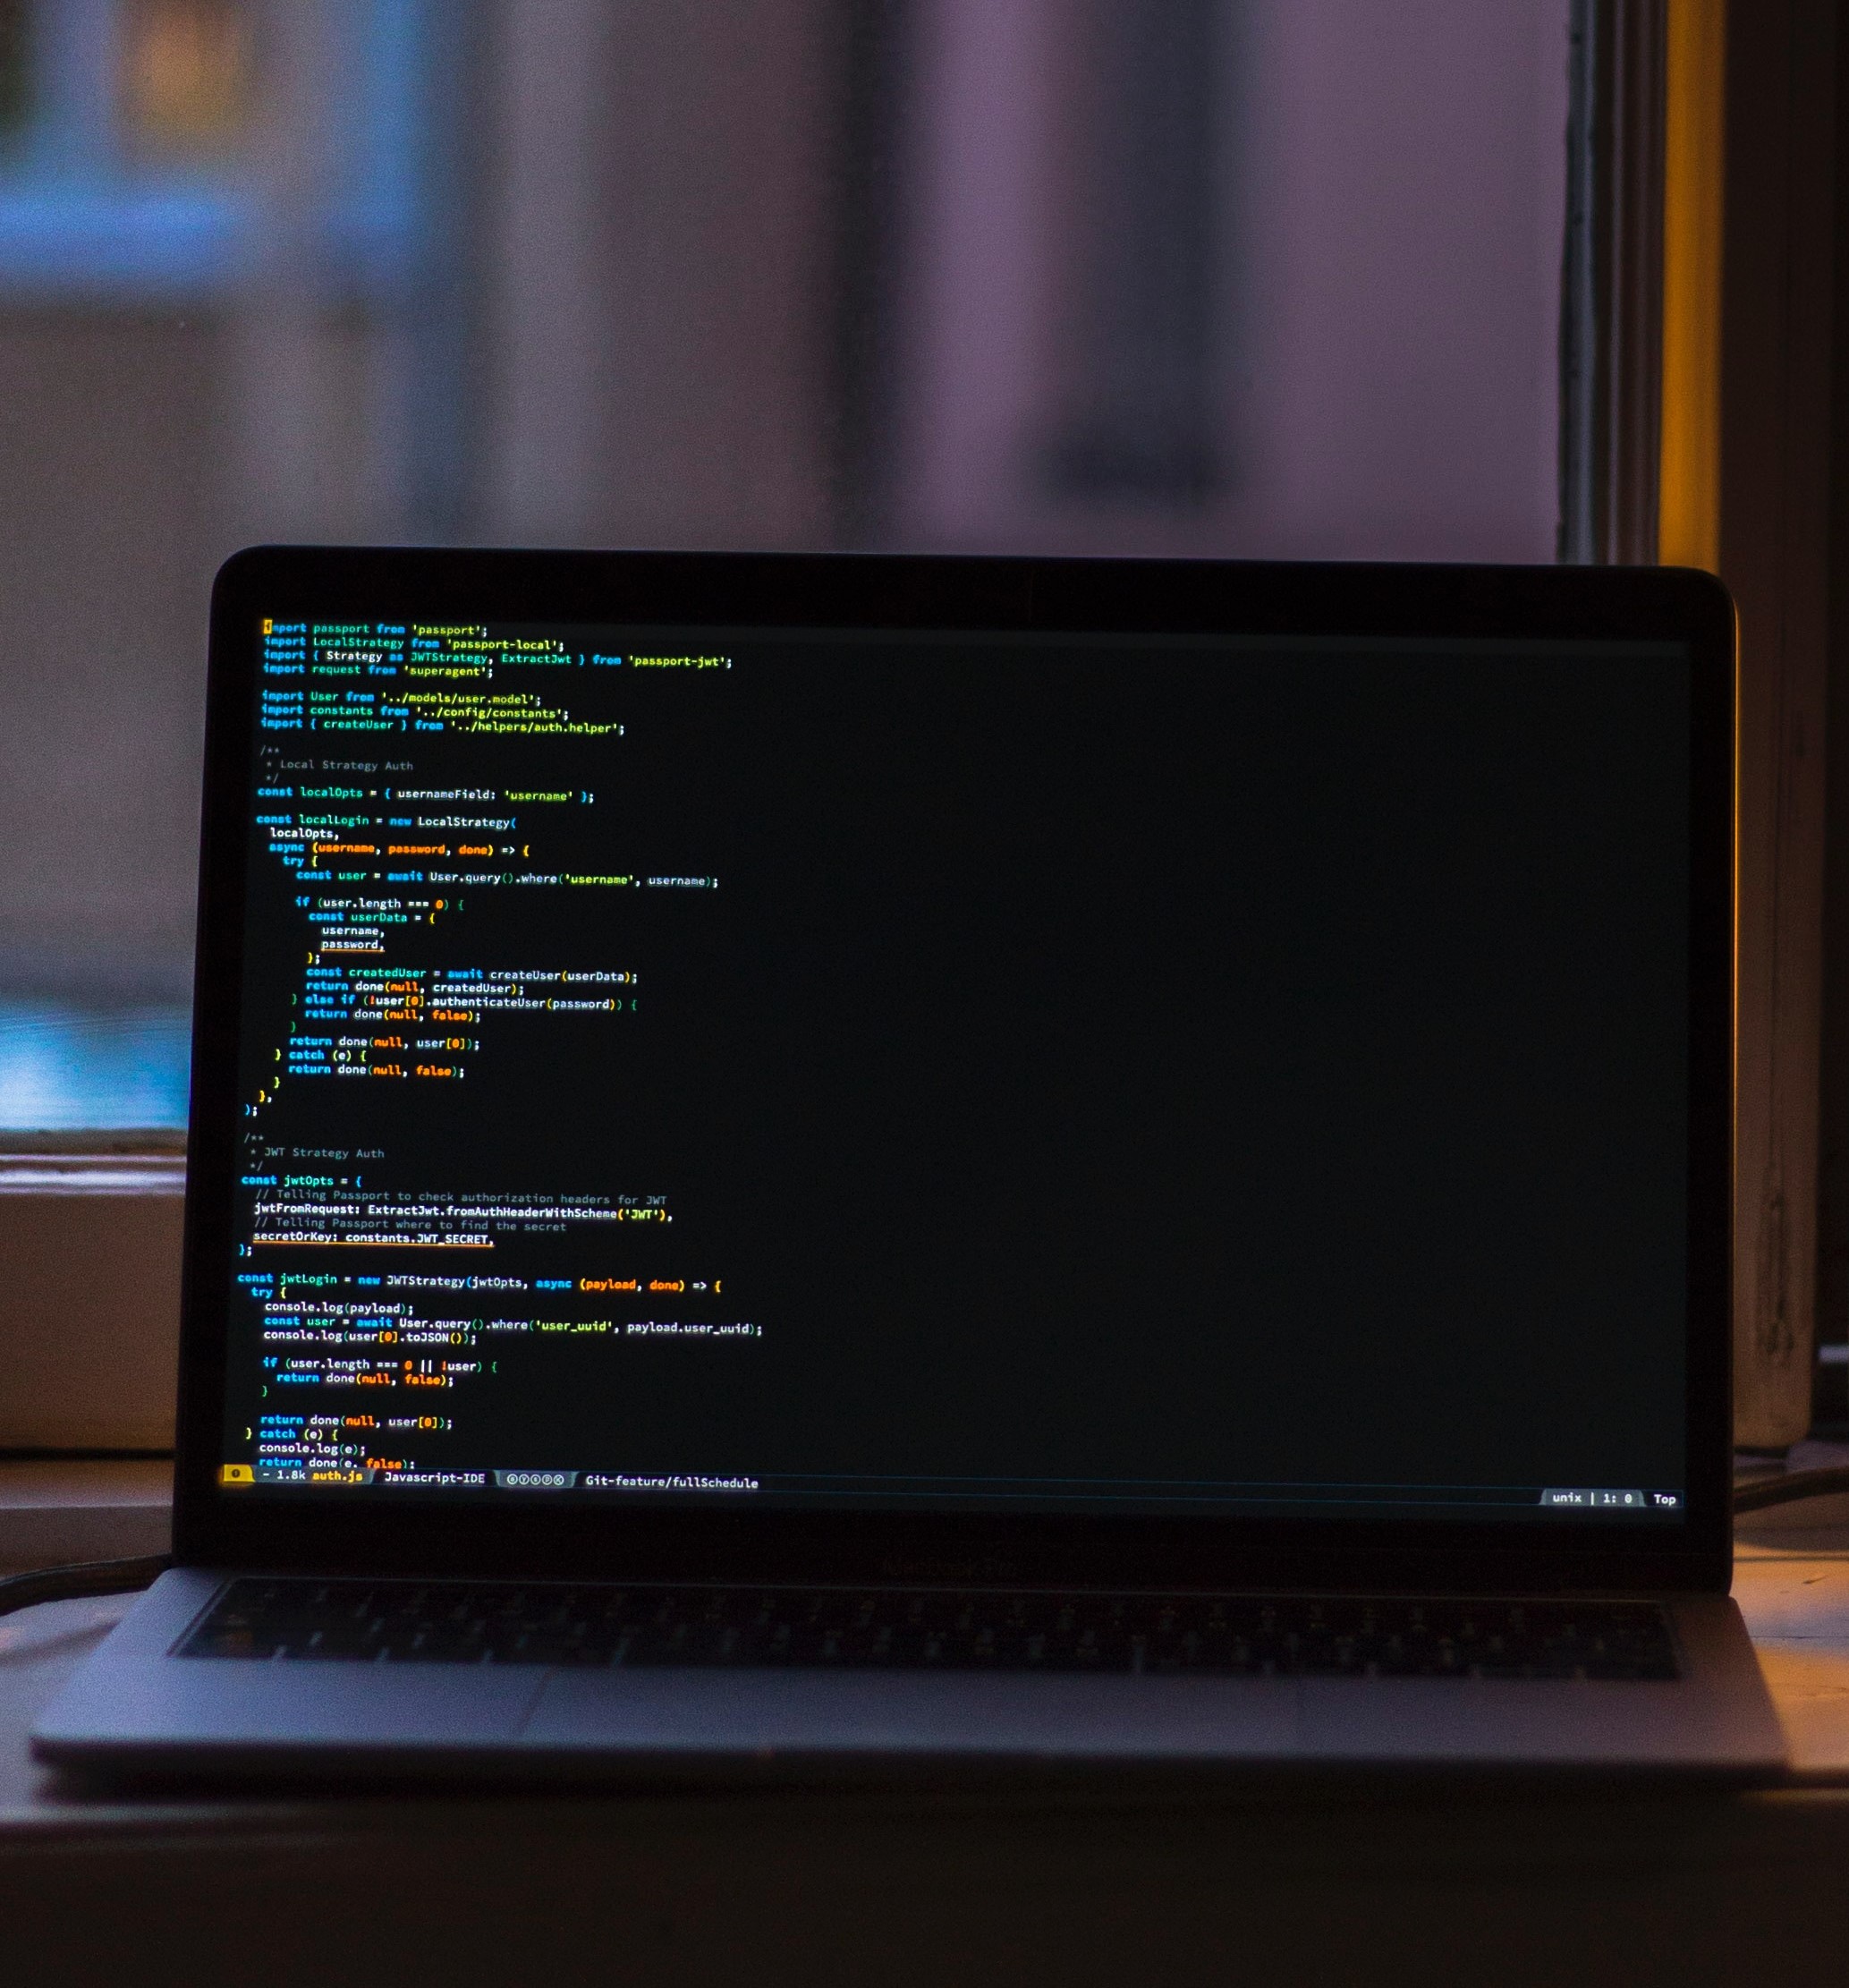 import passport from 'passport';
import LocalStrategy from 'passport-local';
import { Strategy as JWTStrategy, ExtractJwt } from 'passport-jwt';
import request from 'superagent';
import User from '../models/user.model';
import constants from '../config/constants';
import { createUser } from '../helpers/auth.helper';
/**
* Local Strategy Auth
*/
const localOpts = { usernameField: 'username' };
const localLogin = new LocalStrategy(
localOpts,
async (username, password, done) => {
try {
const user = await User.query().where('username', username);
if (user.length === 0) {
const userData = {
username,
password,
};
const createdUser = await createUser(userData);
return done(null, createdUser);
} else if (!user[0].authenticateUser(password)) {
return done(null, false);
}
return done(null, user[0]);
} catch (e) {
return done(null, false);
}
},
);
/**
* JWT Strategy Auth
*/
const jwtOpts = {
// Telling Passport to check authorization headers for JWT
jwtFromRequest: ExtractJwt.fromAuthHeaderWithScheme('JWT'),
// Telling Passport where to find the secret
secretOrKey: constants.JWT_SECRET,
};
const jwtLogin = new JWTStrategy(jwtOpts, async (payload, done) => {
try {
console.log(payload);
const user = await User.query().where('user_uuid', payload.user_uuid);
console.log(user[0].toJSON());
if (user.length === 0 || !user) {
return done(null, false);
}
return done(null, user[0]);
} catch (e) {
console.log(e);
return done(e, false);
- 1.8k auth.js Javascript-IDE Git-feature/fullSchedule unix | 1: 0 Top
MacBook Pro